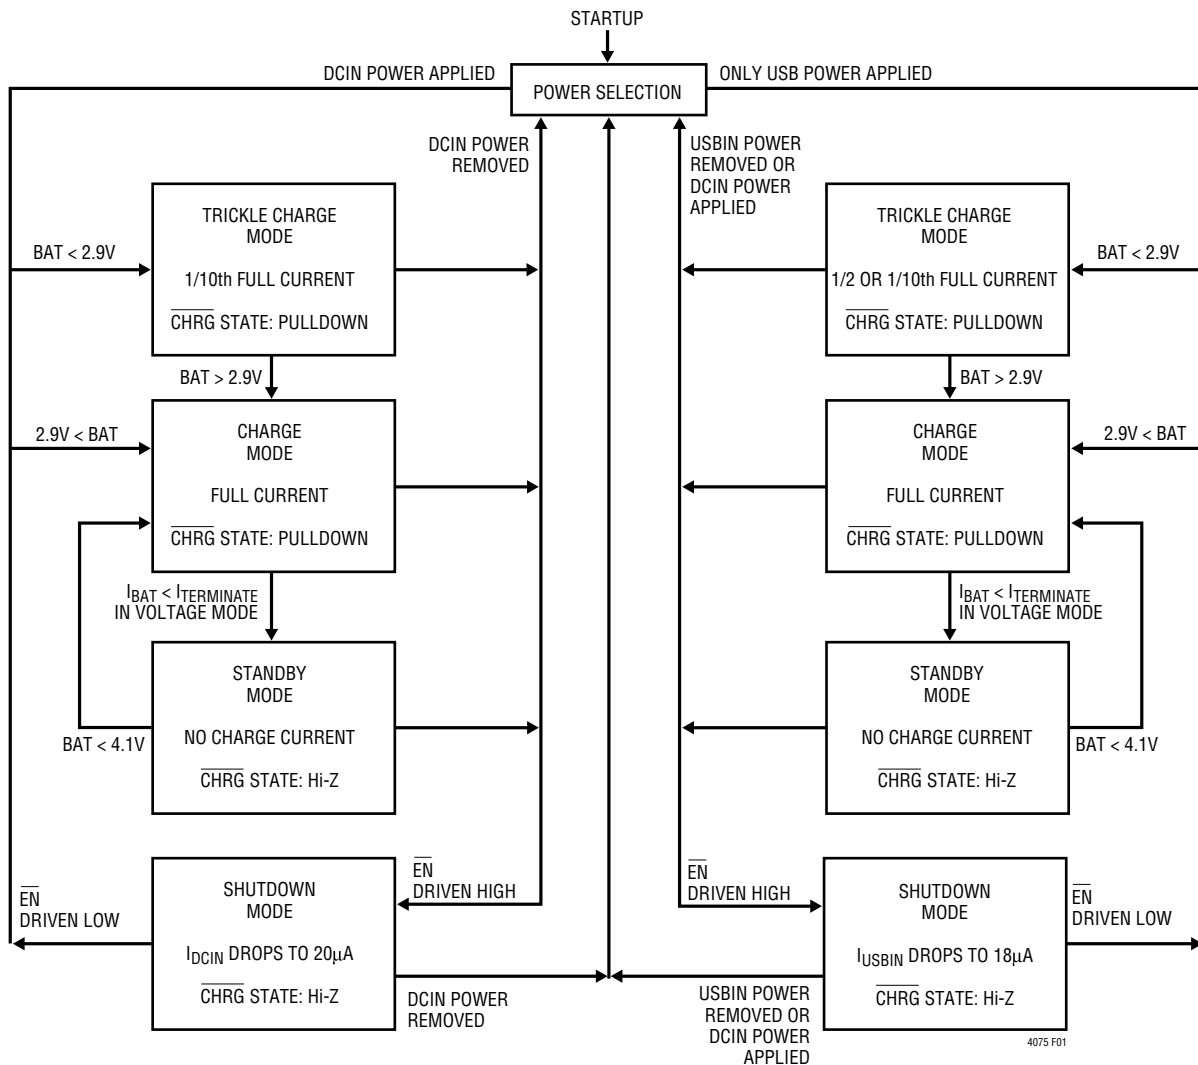 STARTUP
DCIN POWER APPLIED
POWER SELECTION
ONLY USB POWER APPLIED
DCIN POWER
REMOVED
USBIN POWER
REMOVED OR
DCIN POWER
APPLIED
BAT < 2.9V
TRICKLE CHARGE
MODE
1/10th FULL CURRENT
CHRG STATE: PULLDOWN
TRICKLE CHARGE
MODE
1/2 OR 1/10th FULL CURRENT
CHRG STATE: PULLDOWN
BAT < 2.9V
BAT > 2.9V
BAT > 2.9V
2.9V < BAT
CHARGE
MODE
FULL CURRENT
CHRG STATE: PULLDOWN
CHARGE
MODE
FULL CURRENT
CHRG STATE: PULLDOWN
2.9V < BAT
IBAT < ITERMINATE
IN VOLTAGE MODE
IBAT < ITERMINATE
IN VOLTAGE MODE
STANDBY
MODE
NO CHARGE CURRENT
CHRG STATE: Hi-Z
BAT < 4.1V
STANDBY
MODE
NO CHARGE CURRENT
CHRG STATE: Hi-Z
BAT < 4.1V
EN
DRIVEN LOW
SHUTDOWN
MODE
IDCIN DROPS TO 20μA
CHRG STATE: Hi-Z
EN
DRIVEN HIGH
DCIN POWER
REMOVED
EN
DRIVEN HIGH
USBIN POWER
REMOVED OR
DCIN POWER
APPLIED
SHUTDOWN
MODE
IUSBIN DROPS TO 18μA
CHRG STATE: Hi-Z
EN
DRIVEN LOW
4075 F01